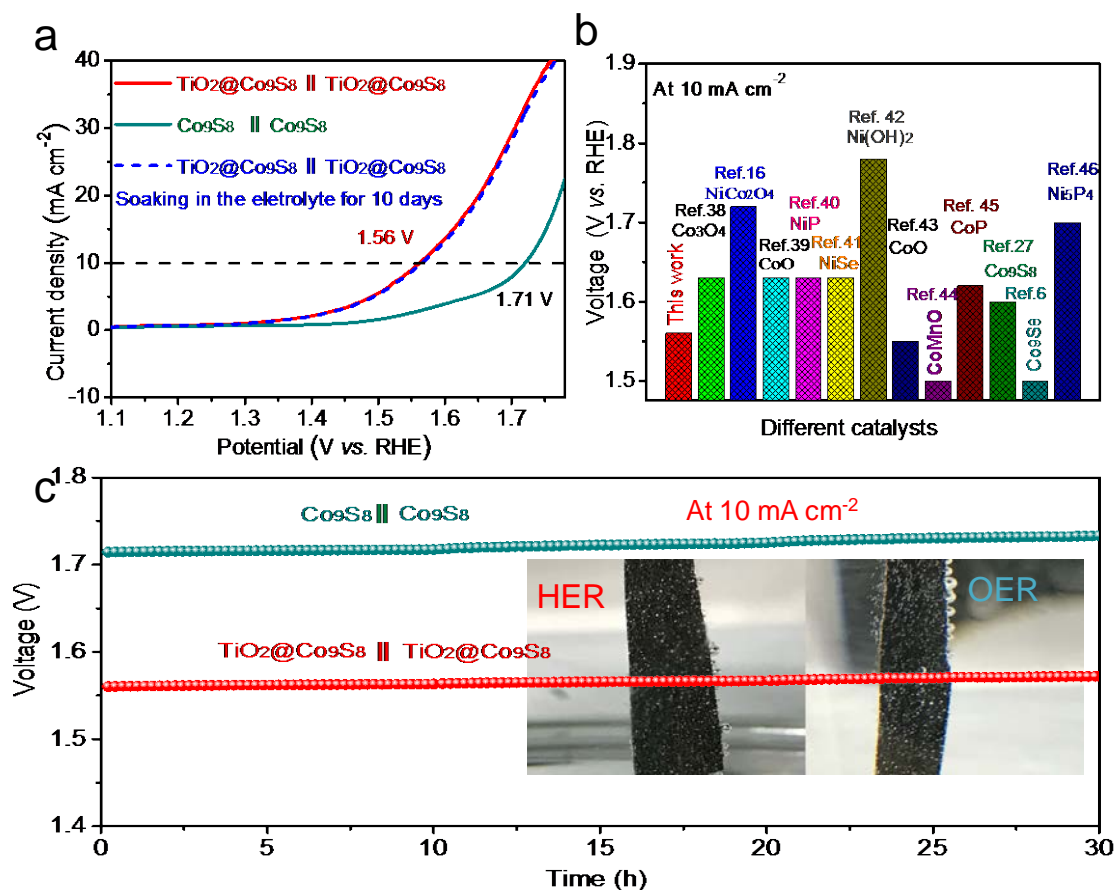 a
40
30
20
10
0
-10
Current density (mA cm-2)
TiO2@Co9S8 || TiO2@Co9S8
Co9S8 || Co9S8
TiO2@Co9S8 || TiO2@Co9S8
Soaking in the eletrolyte for 10 days
1.56 V
1.71 V
1.1 1.2 1.3 1.4 1.5 1.6 1.7
Potential (V vs. RHE)
b
1.9
1.8
1.7
1.6
1.5
Voltage (V vs. RHE)
At 10 mA cm-2
This work
Ref.38
Co3O4
Ref.16
NiCo2O4
Ref.39
CoO
Ref.40
NiP
Ref.41
NiSe
Ref. 42
Ni(OH)2
Ref.43
CoO
Ref.44
CoMnO
Ref. 45
CoP
Ref.27
Co9S8
Ref.6
Co9Se
Ref.46
Ni5P4
Different catalysts
c
1.8
1.7
1.6
1.5
1.4
Voltage (V)
Co9S8 || Co9S8
At 10 mA cm-2
HER
OER
TiO2@Co9S8 || TiO2@Co9S8
0 5 10 15 20 25 30
Time (h)